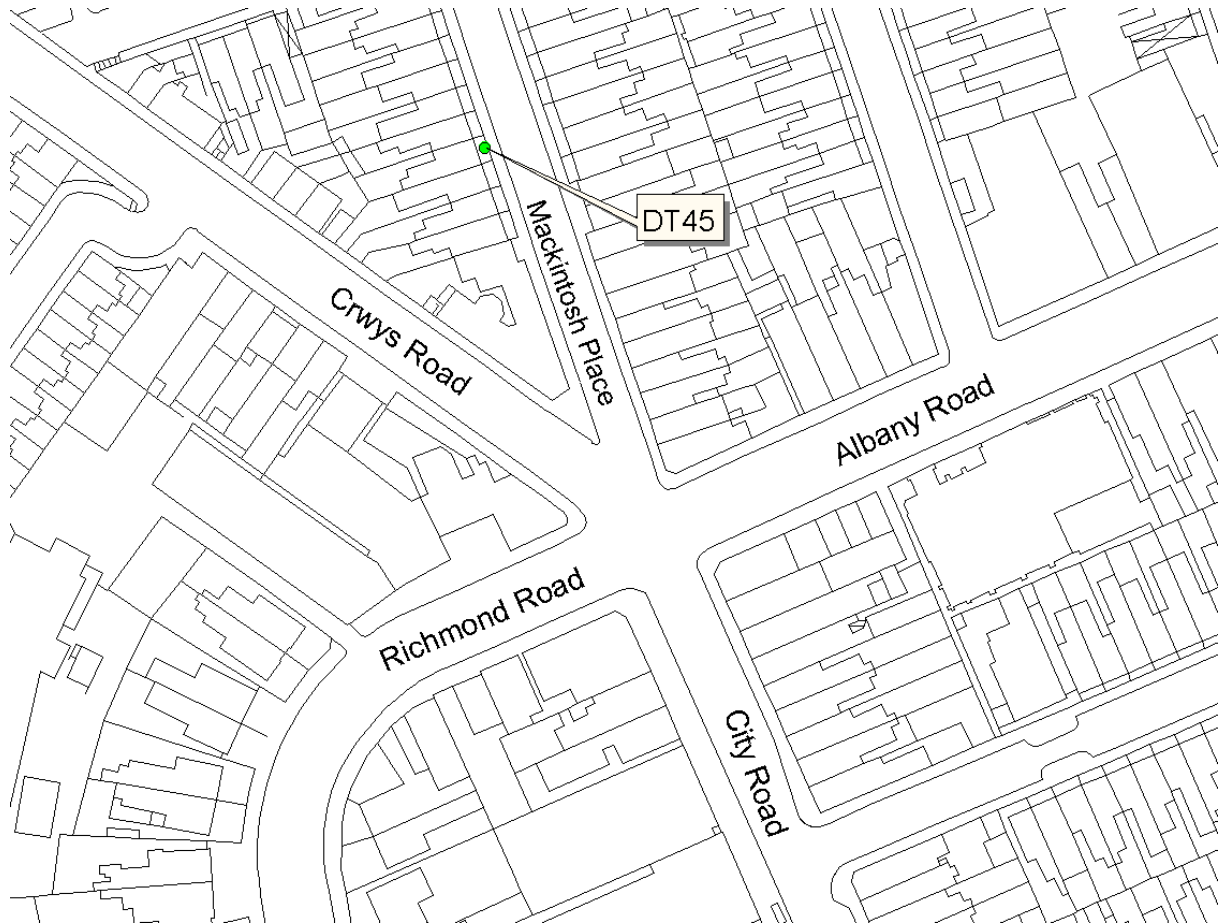 DT45
Mackintosh Place
Crwys Road
Albany Road
Richmond Road
City Road